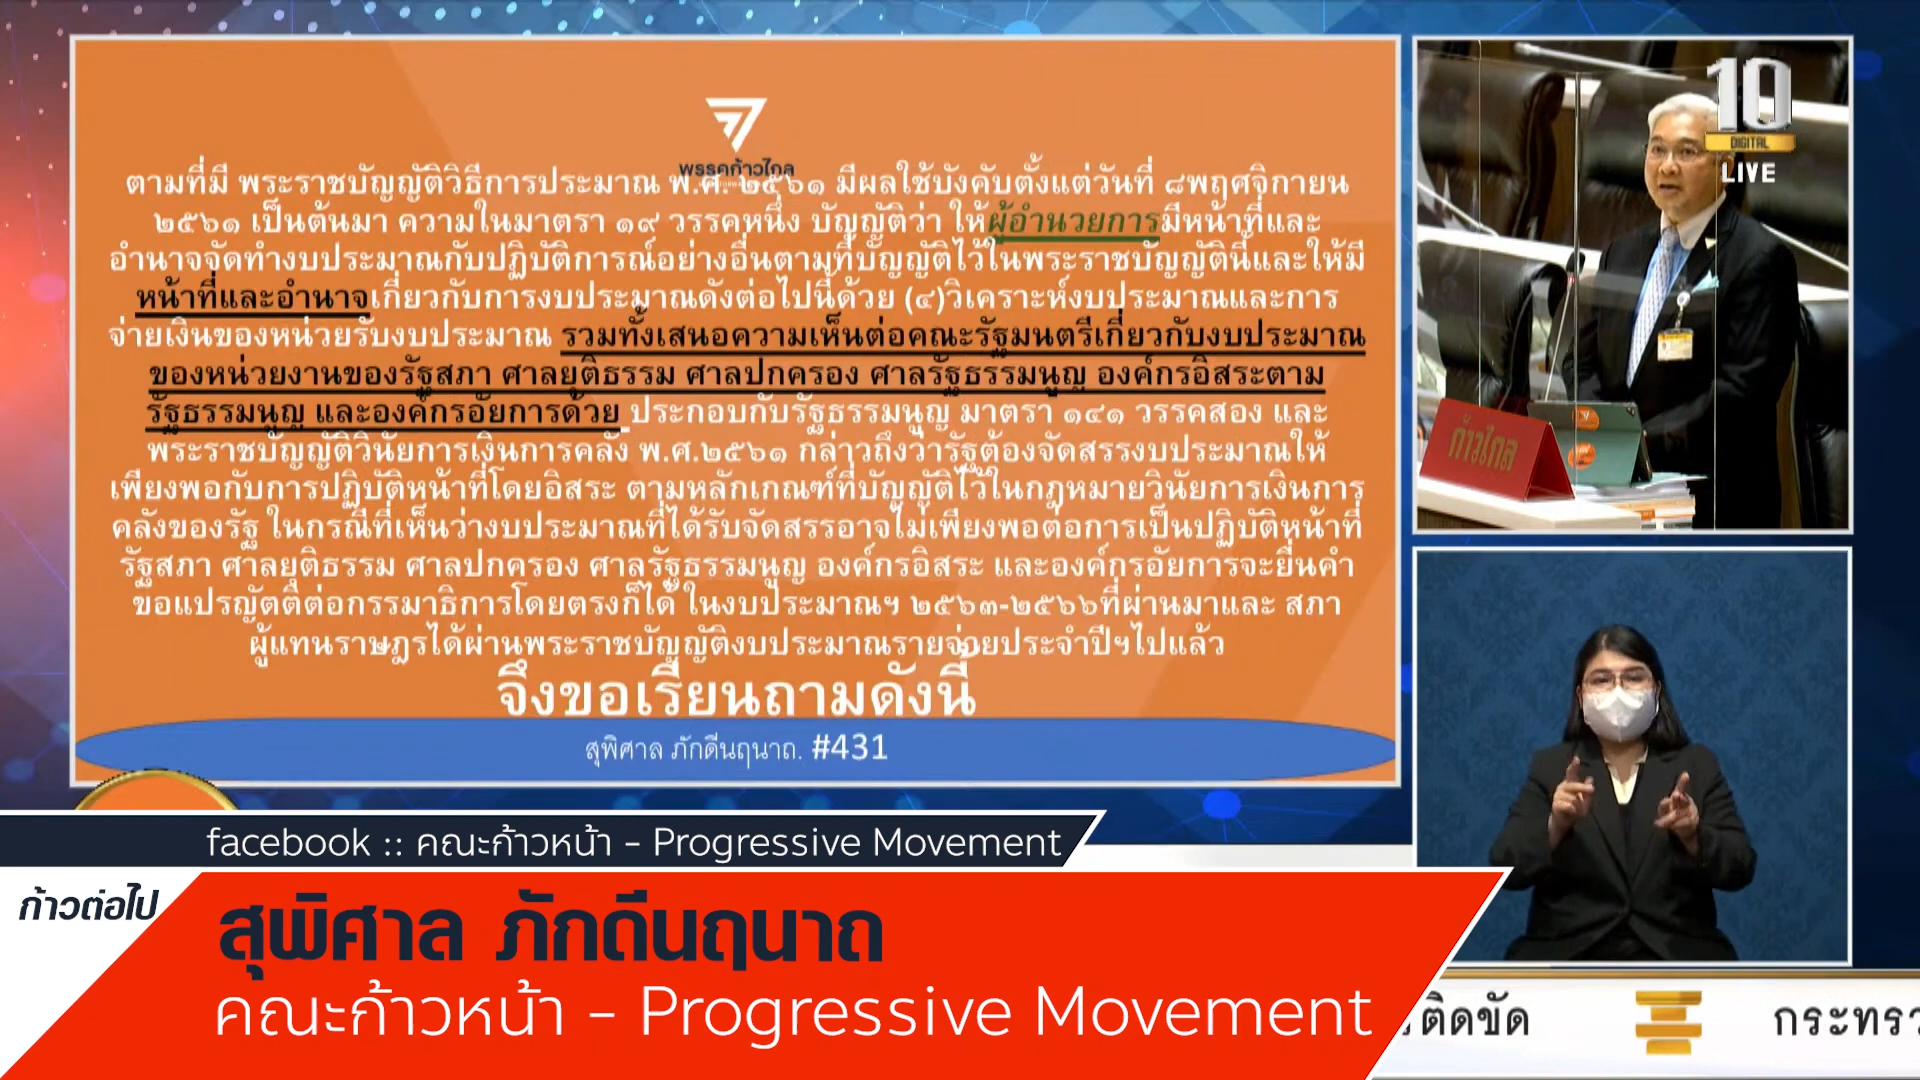 พรรคก้าวไกล
ตามที่มี พระราชบัญญัติวิธีการประมาณ พ.ศ. ๒๕๖๑ มีผลใช้บังคับตั้งแต่วันที่ ๘พฤศจิกายน
๒๕๖๑ เป็นต้นมา ความในมาตรา ๑๙ วรรคหนึ่ง บัญญัติว่า ให้ผู้อำนวยการมีหน้าที่และ
อำนาจจัดทำงบประมาณกับปฏิบัติการณ์อย่างอื่นตามที่บัญญัติไว้ในพระราชบัญญัตินี้และให้มี
หน้าที่และอำนาจเกี่ยวกับการงบประมาณดังต่อไปนี้ด้วย (๔)วิเคราะห์งบประมาณและการ
จ่ายเงินของหน่วยรับงบประมาณ รวมทั้งเสนอความเห็นต่อคณะรัฐมนตรีเกี่ยวกับงบประมาณ
ของหน่วยงานของรัฐสภา ศาลยุติธรรม ศาลปกครอง ศาลรัฐธรรมนูญ องค์กรอิสระตาม
รัฐธรรมนูญ และองค์กรอัยการด้วย ประกอบกับรัฐธรรมนูญ มาตรา ๑๔๑ วรรคสอง และ
พระราชบัญญัติวินัยการเงินการคลัง พ.ศ.๒๕๖๑ กล่าวถึงว่ารัฐต้องจัดสรรงบประมาณให้
เพียงพอกับการปฏิบัติหน้าที่โดยอิสระ ตามหลักเกณฑ์ที่บัญญัติไว้ในกฎหมายวินัยการเงินการ
คลังของรัฐ ในกรณีที่เห็นว่างบประมาณที่ได้รับจัดสรรอาจไม่เพียงพอต่อการเป็นปฏิบัติหน้าที่
รัฐสภา ศาลยุติธรรม ศาลปกครอง ศาลรัฐธรรมนูญ องค์กรอิสระ และองค์กรอัยการจะยื่นคำ
ขอแปรญัตติต่อกรรมาธิการโดยตรงก็ได้ ในงบประมาณฯ ๒๕๖๓-๒๕๖๖ที่ผ่านมาและ สภา
ผู้แทนราษฎรได้ผ่านพระราชบัญญัติงบประมาณรายจ่ายประจำปีฯไปแล้ว
จึงขอเรียนถามดังนี้
สุพิศาล ภักดีนฤนาถ. #431
10
DIGITAL
LIVE
ก้าวไกล
facebook :: คณะก้าวหน้า - Progressive Movement
ก้าวต่อไป
สุพิศาล ภักดีนฤนาถ
คณะก้าวหน้า - Progressive Movement
ติดขัด
กระทรว